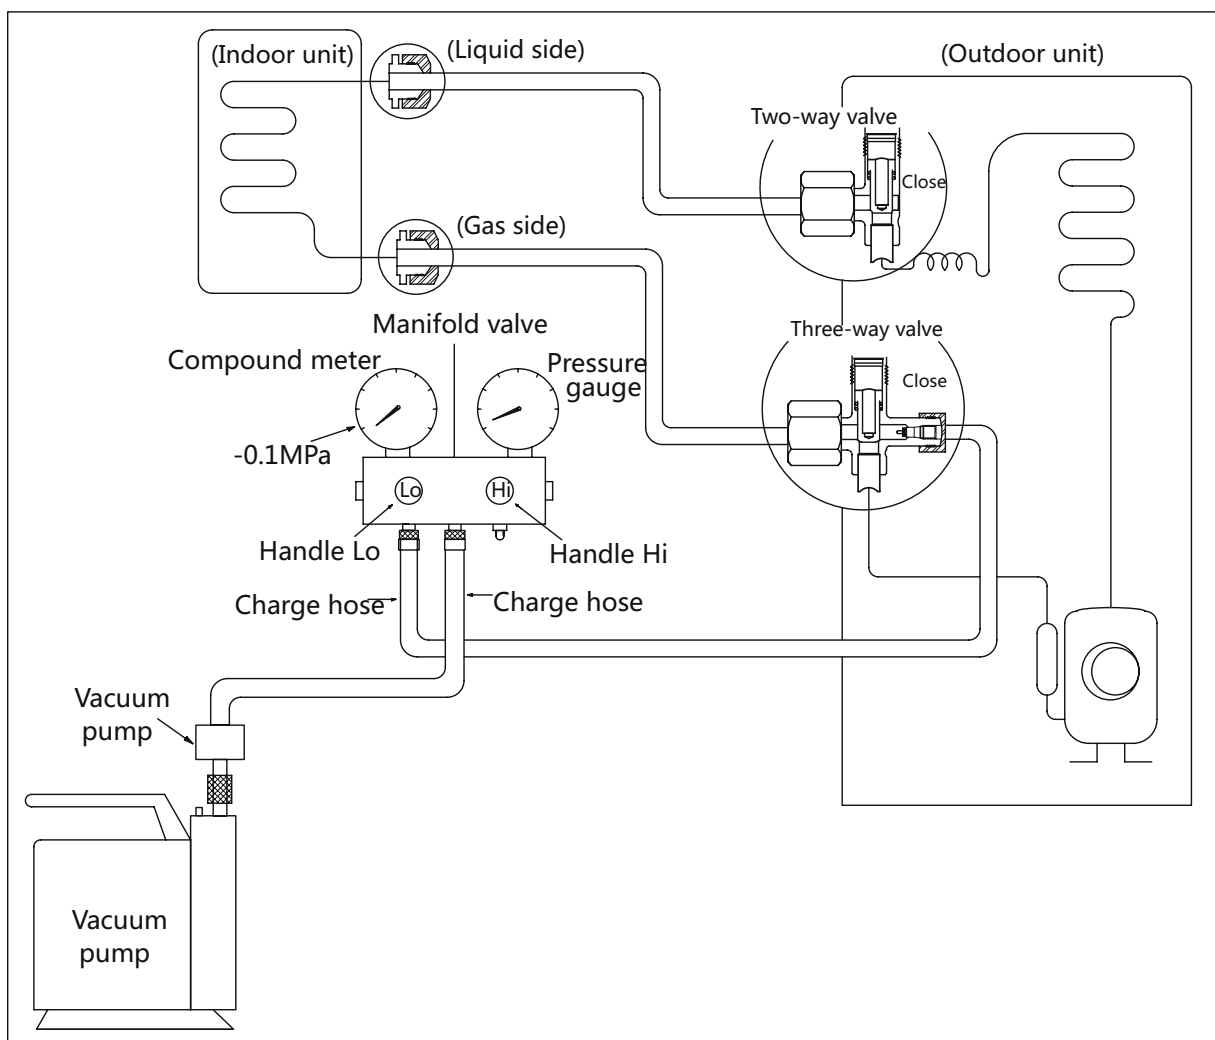 (Indoor unit)
(Liquid side)
(Outdoor unit)
Two-way valve
Close
(Gas side)
Manifold valve
Three-way valve
Compound meter
Pressure
gauge
Close
-0.1MPa
Lo
Hi
Handle Lo
Handle Hi
Charge hose
Charge hose
Vacuum
pump
Vacuum
pump